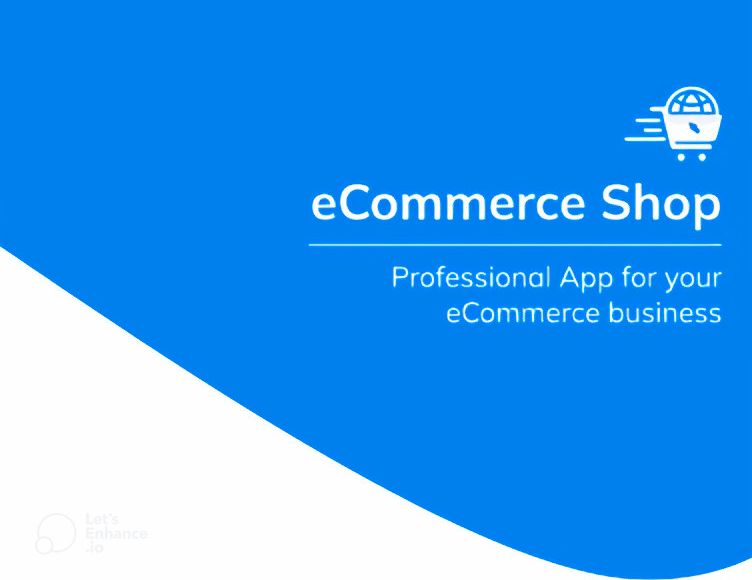 eCommerce Shop
Professional App for your
eCommerce business
Let's
Enhance
.io